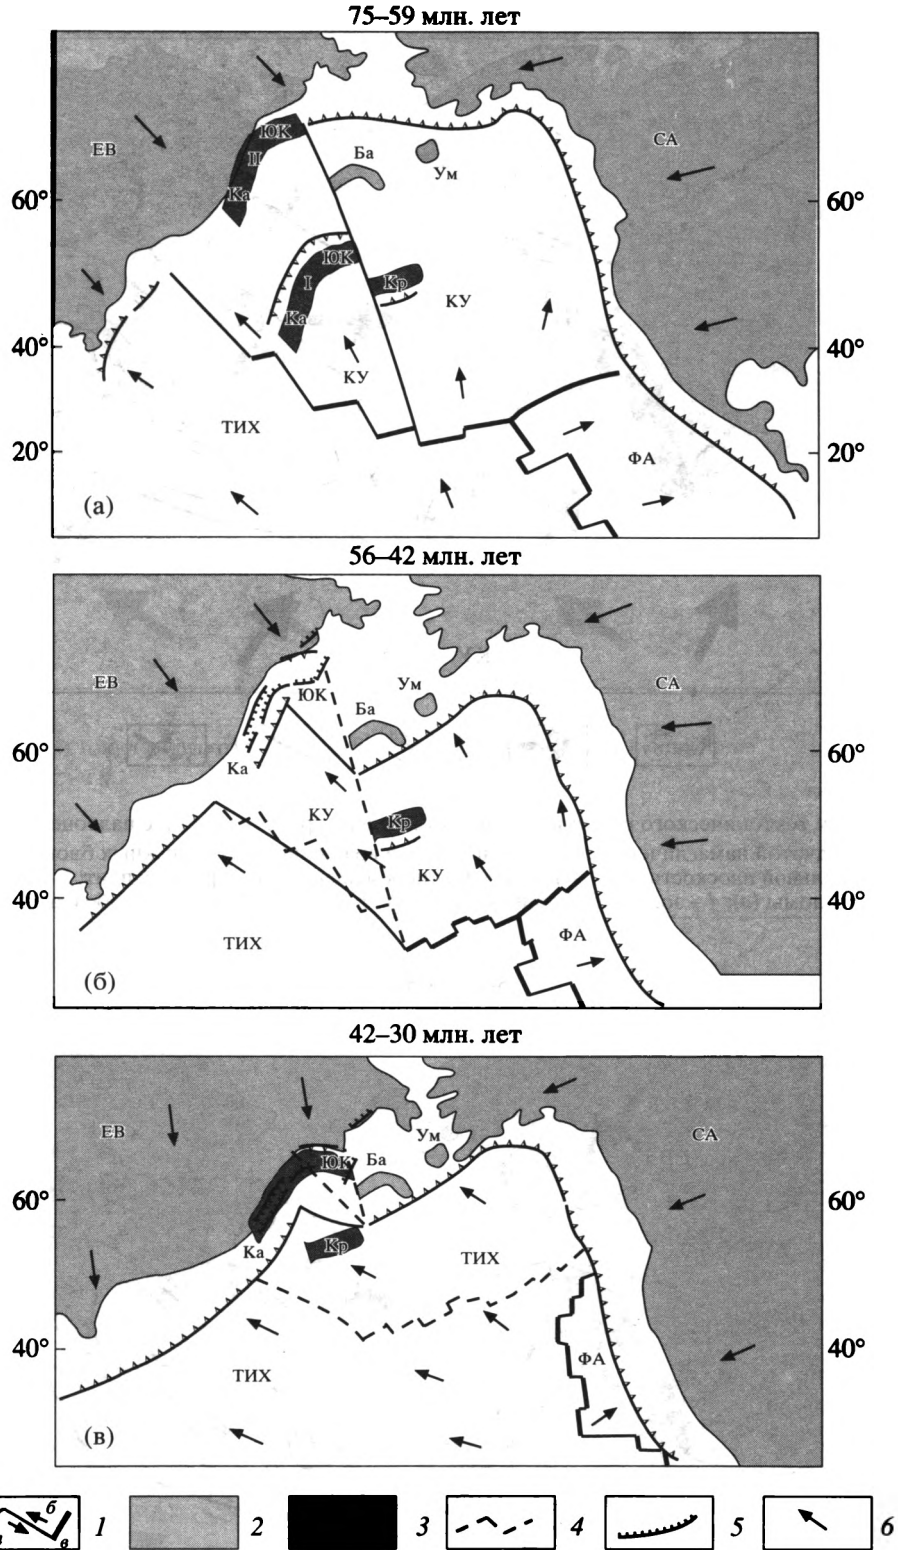 75–59 млн. лет
ЕВ
ЮК
II
Ка
Ба
Ум
СА
60°
60°
ЮК
I
Ка
Кр
КУ
КУ
40°
40°
ТИХ
20°
20°
ФА
(а)
56–42 млн. лет
ЕВ
ЮК
Ум
Ба
СА
60°
60°
Ка
КУ
Кр
КУ
40°
40°
ТИХ
ФА
(б)
42–30 млн. лет
ЕВ
Ум
СА
ЮК
Ба
60°
60°
Ка
Кр
ТИХ
40°
40°
ТИХ
ФА
(в)
б
в
1
2
3
4
5
6